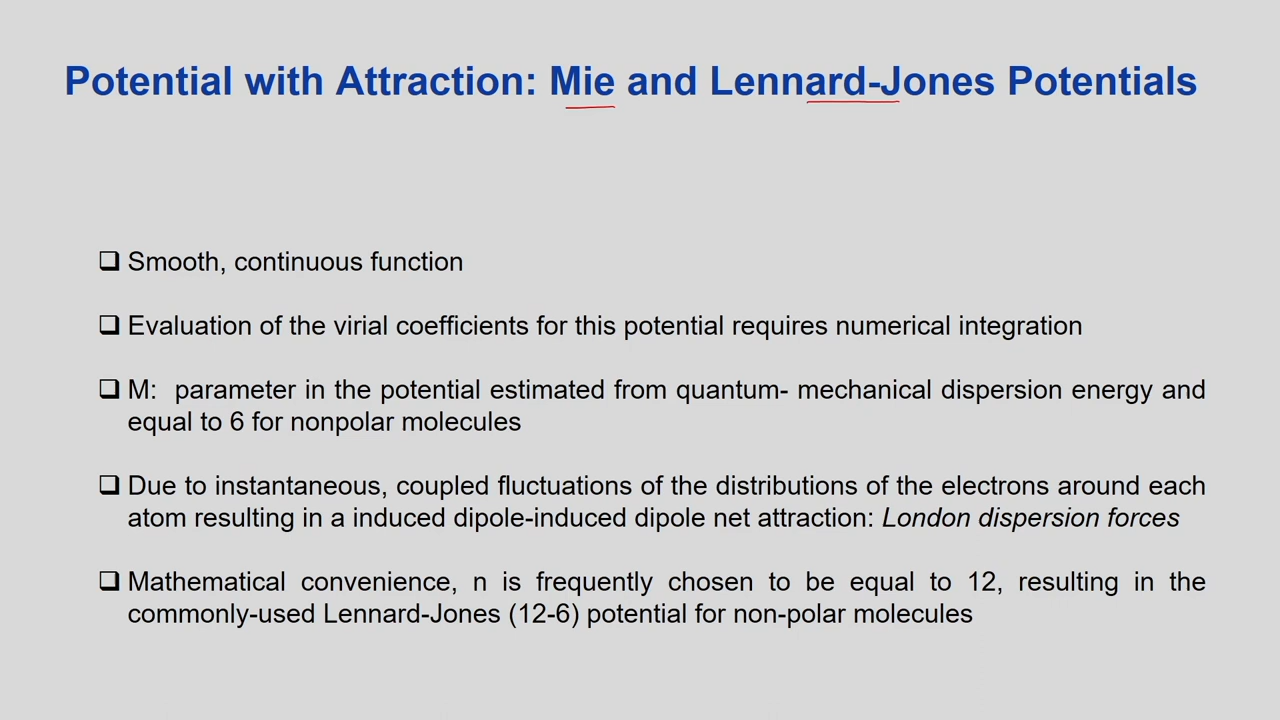 Potential with Attraction: Mie and Lennard-Jones Potentials
❑ Smooth, continuous function
❑ Evaluation of the virial coefficients for this potential requires numerical integration
❑ M: parameter in the potential estimated from quantum- mechanical dispersion energy and
equal to 6 for nonpolar molecules
❑ Due to instantaneous, coupled fluctuations of the distributions of the electrons around each
atom resulting in a induced dipole-induced dipole net attraction: London dispersion forces
❑ Mathematical convenience, n is frequently chosen to be equal to 12, resulting in the
commonly-used Lennard-Jones (12-6) potential for non-polar molecules